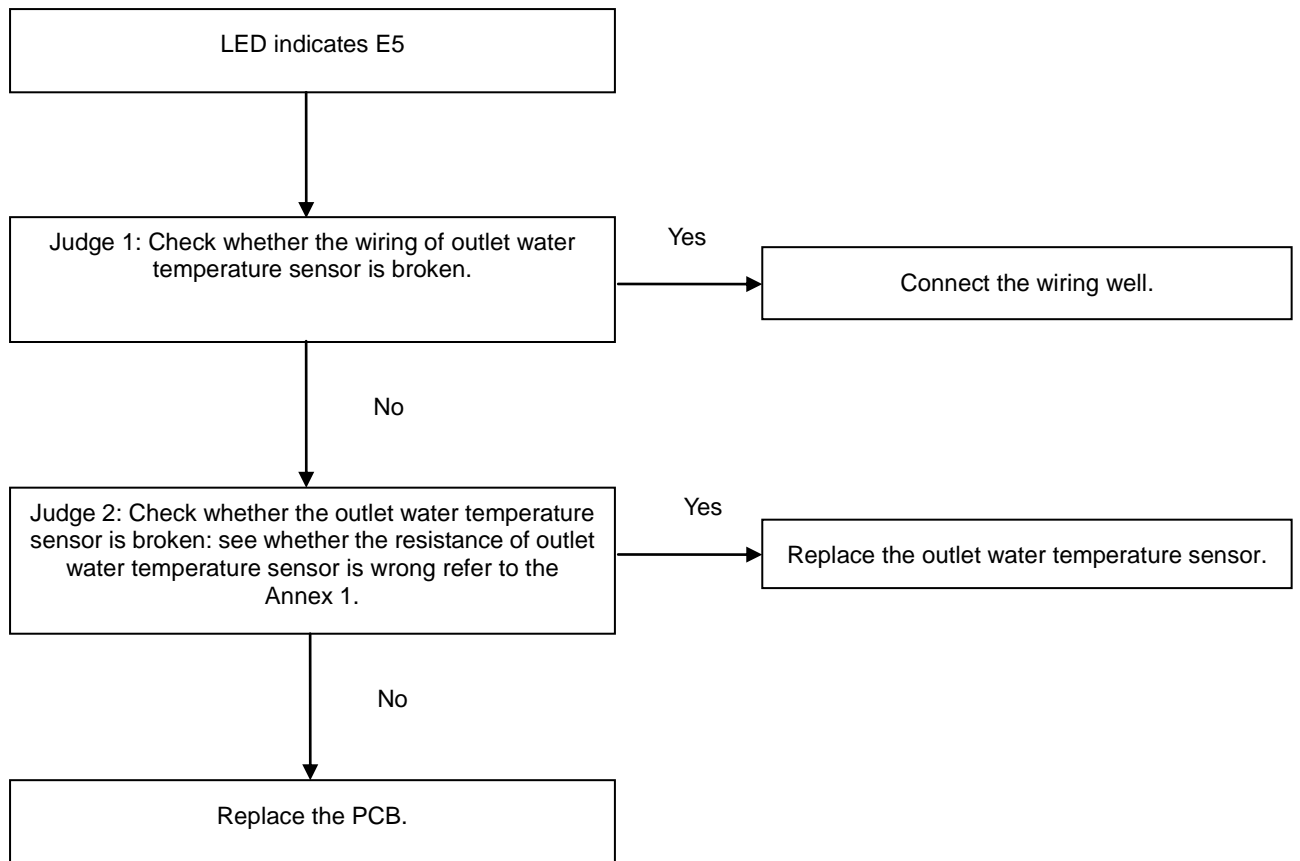 LED indicates E5
Judge 1: Check whether the wiring of outlet water
temperature sensor is broken.
Yes
Connect the wiring well.
No
Judge 2: Check whether the outlet water temperature
sensor is broken: see whether the resistance of outlet
water temperature sensor is wrong refer to the
Annex 1.
Yes
Replace the outlet water temperature sensor.
No
Replace the PCB.